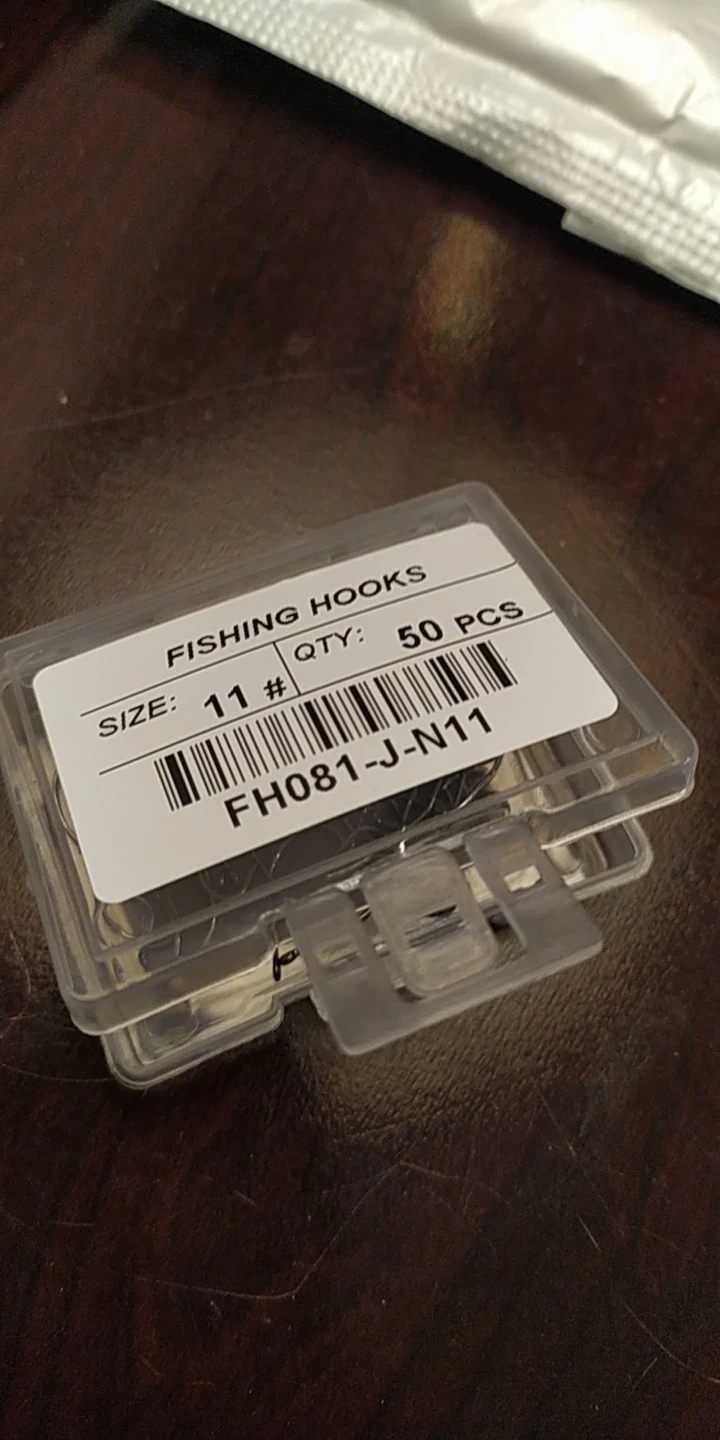 FISHING HOOKS
SIZE: 11 # QTY: 50 PCS
FH081-J-N11